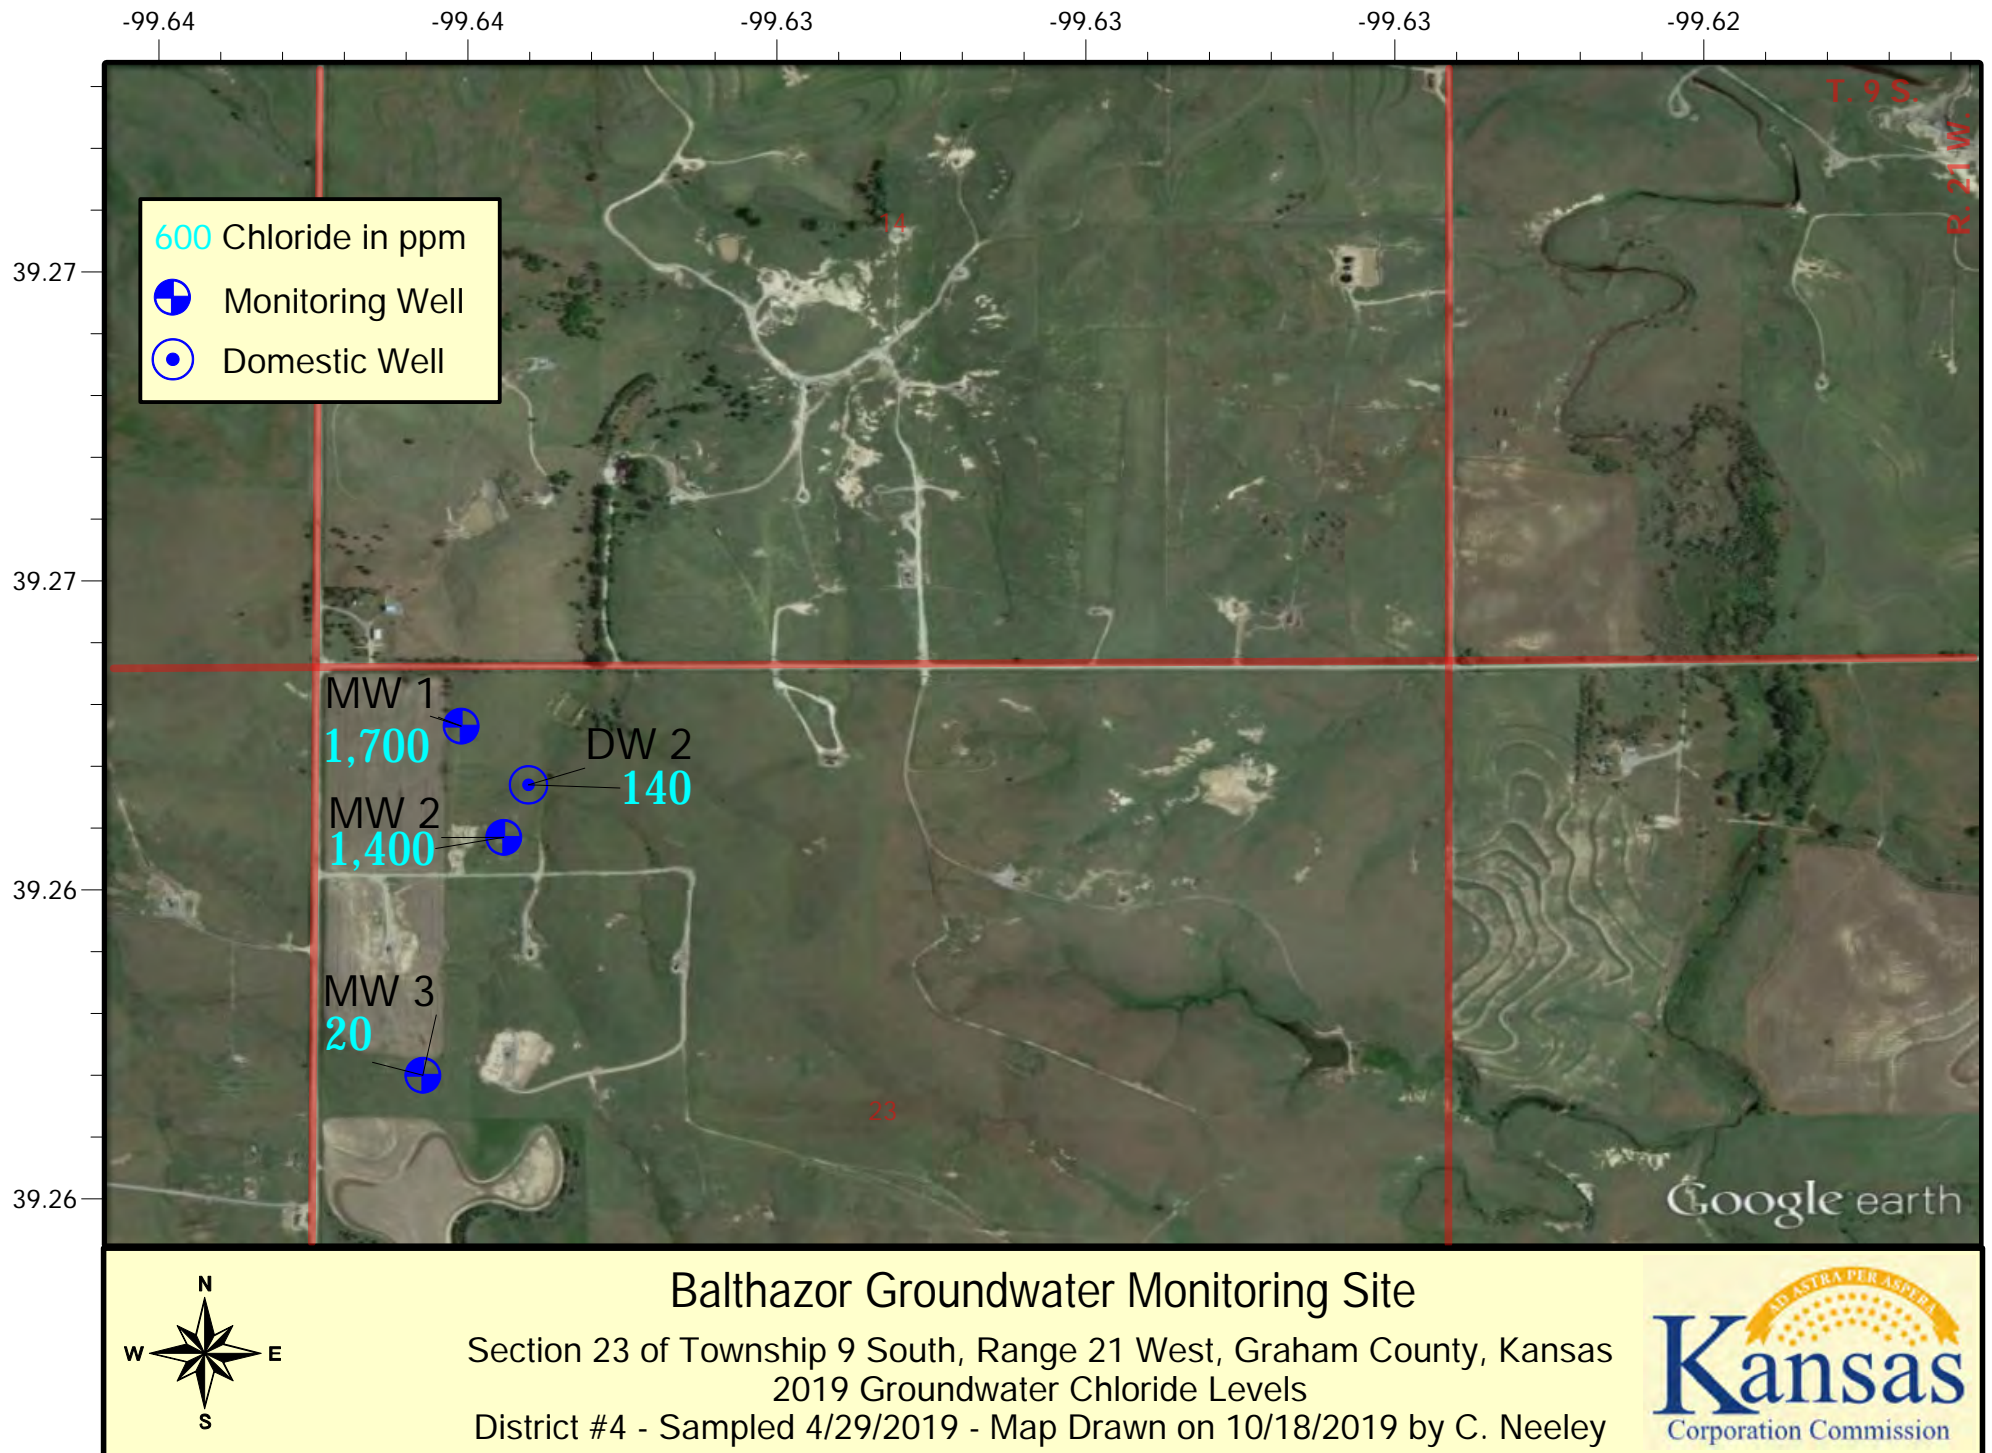 -99.64 -99.64 -99.63 -99.63 -99.63 -99.62
T. 9 S.
R. 21 W.
14
600 Chloride in ppm
Monitoring Well
Domestic Well
39.27
39.27
39.26
39.26
MW 1
1,700
DW 2
140
MW 2
1,400
MW 3
20
23
Google earth
N
W E
S
Balthazor Groundwater Monitoring Site
Section 23 of Township 9 South, Range 21 West, Graham County, Kansas
2019 Groundwater Chloride Levels
District #4 - Sampled 4/29/2019 - Map Drawn on 10/18/2019 by C. Neeley
AD ASTRA PER ASPERA
Kansas
Corporation Commission